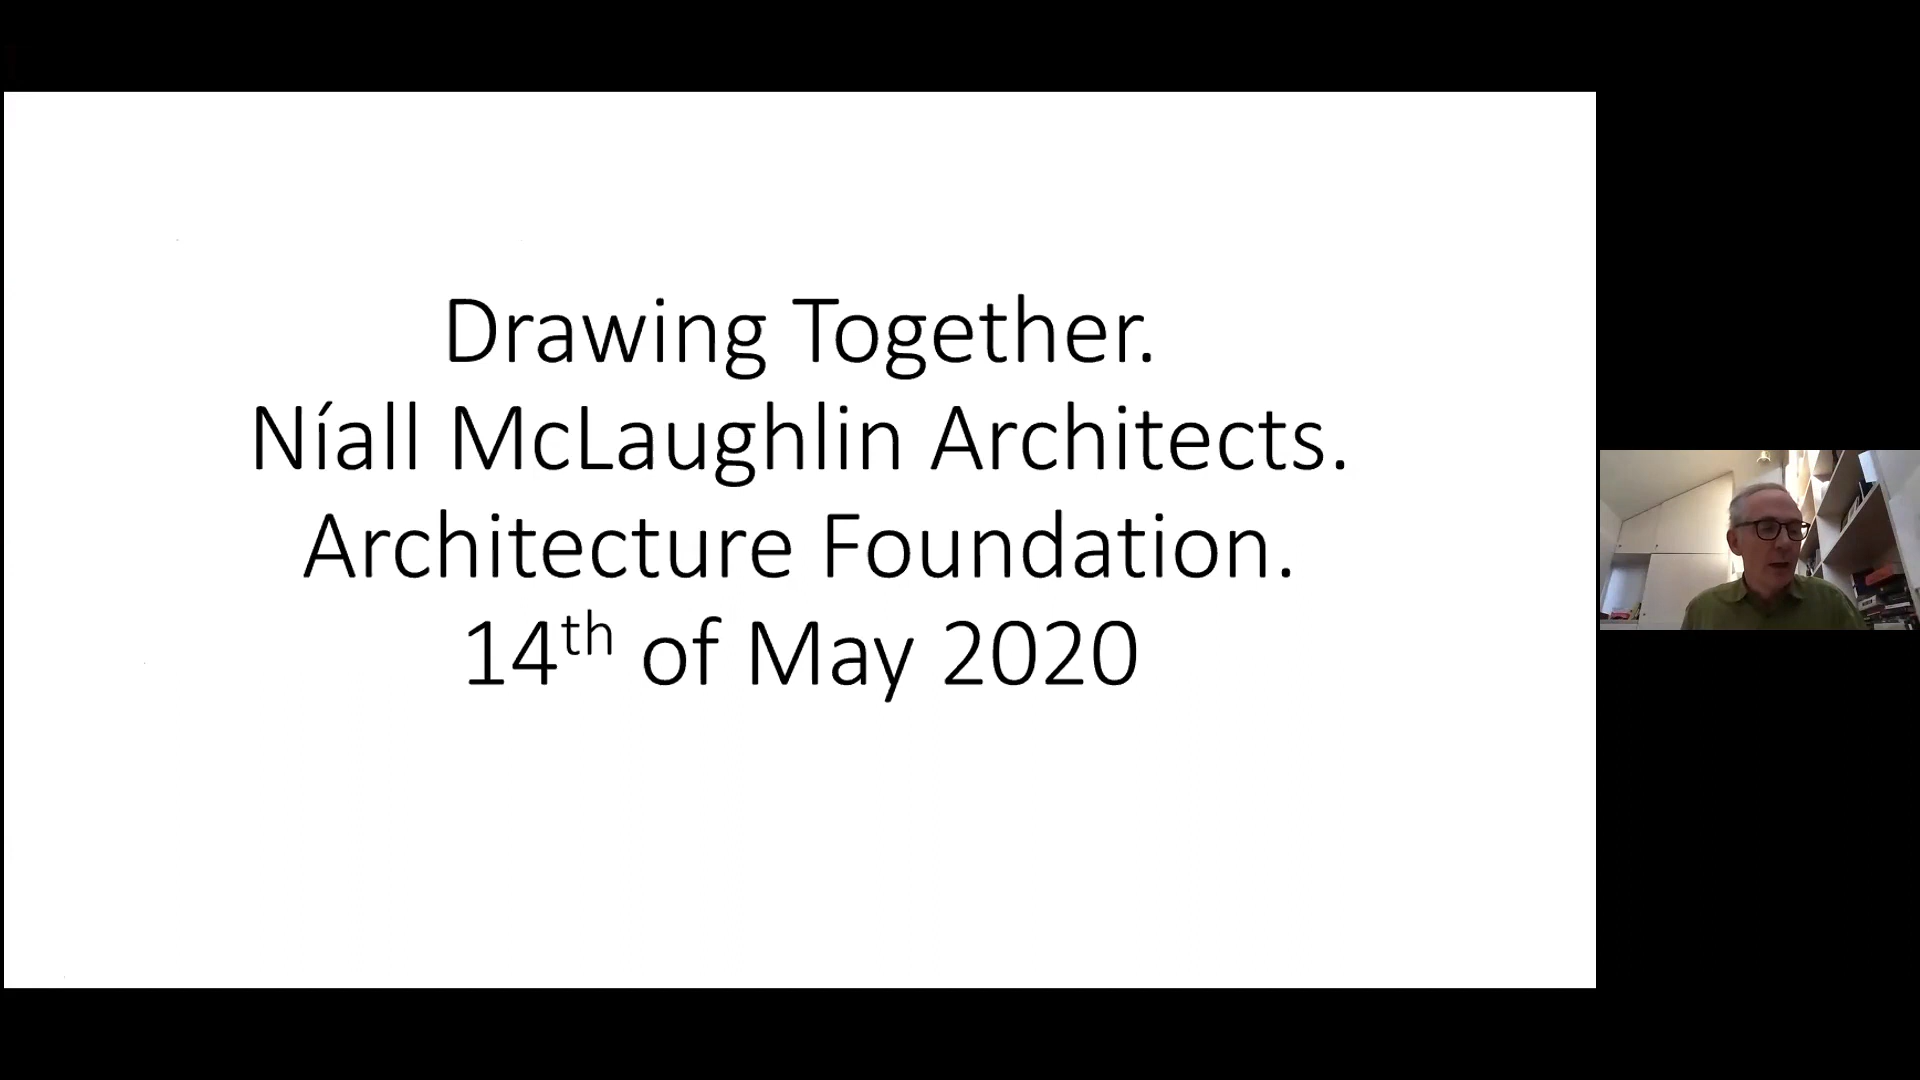 Drawing Together.
Níall McLaughlin Architects.
Architecture Foundation.
14th of May 2020